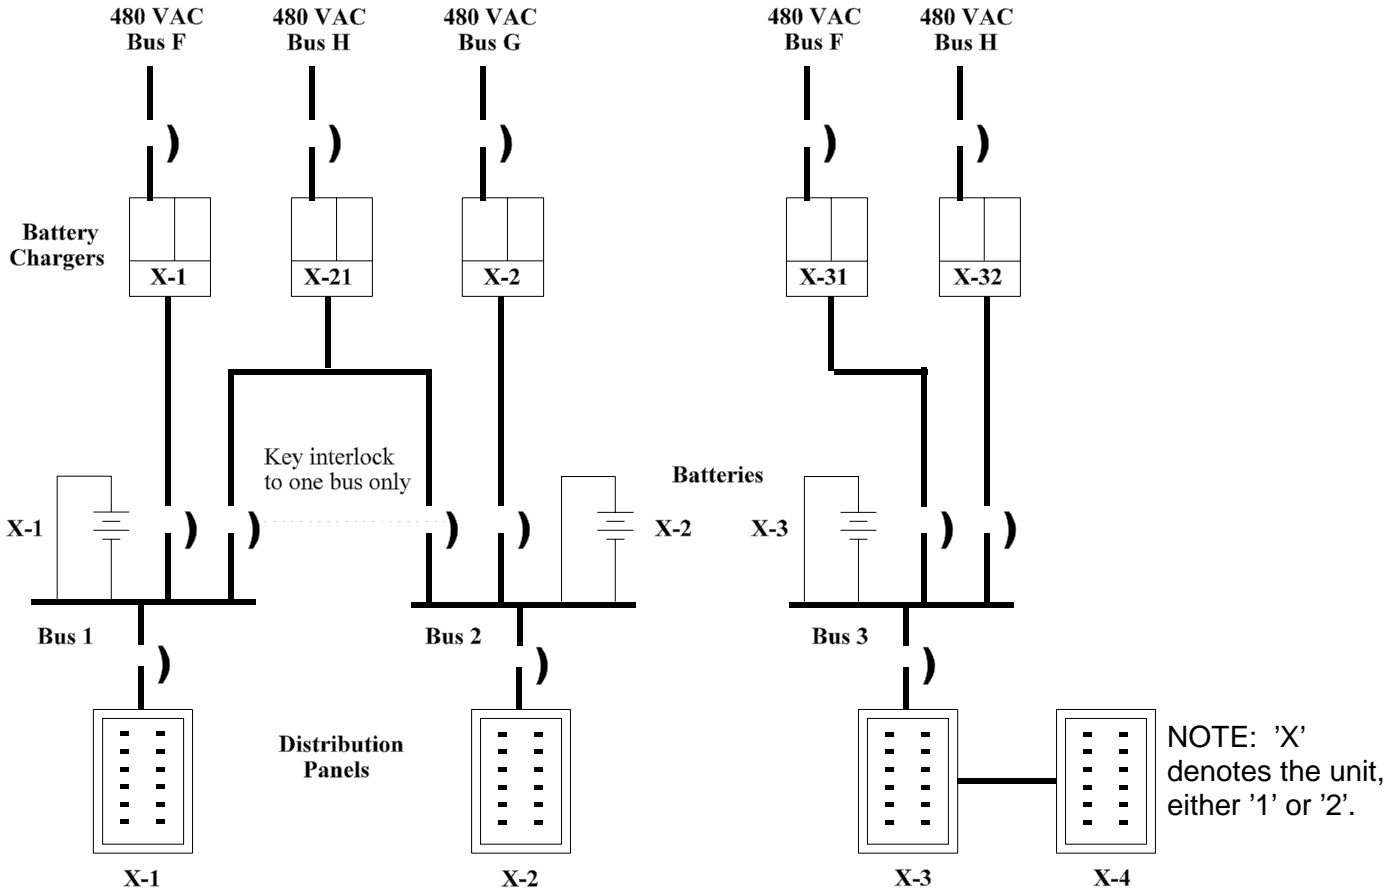 480 VAC
Bus F
480 VAC
Bus H
480 VAC
Bus G
480 VAC
Bus F
480 VAC
Bus H
Battery
Chargers
X-1
X-21
X-2
X-31
X-32
Key interlock
to one bus only
Batteries
X-1
X-2
X-3
Bus 1
Bus 2
Bus 3
Distribution
Panels
NOTE: ’X’
denotes the unit,
either ’1’ or ’2’.
X-1
X-2
X-3
X-4